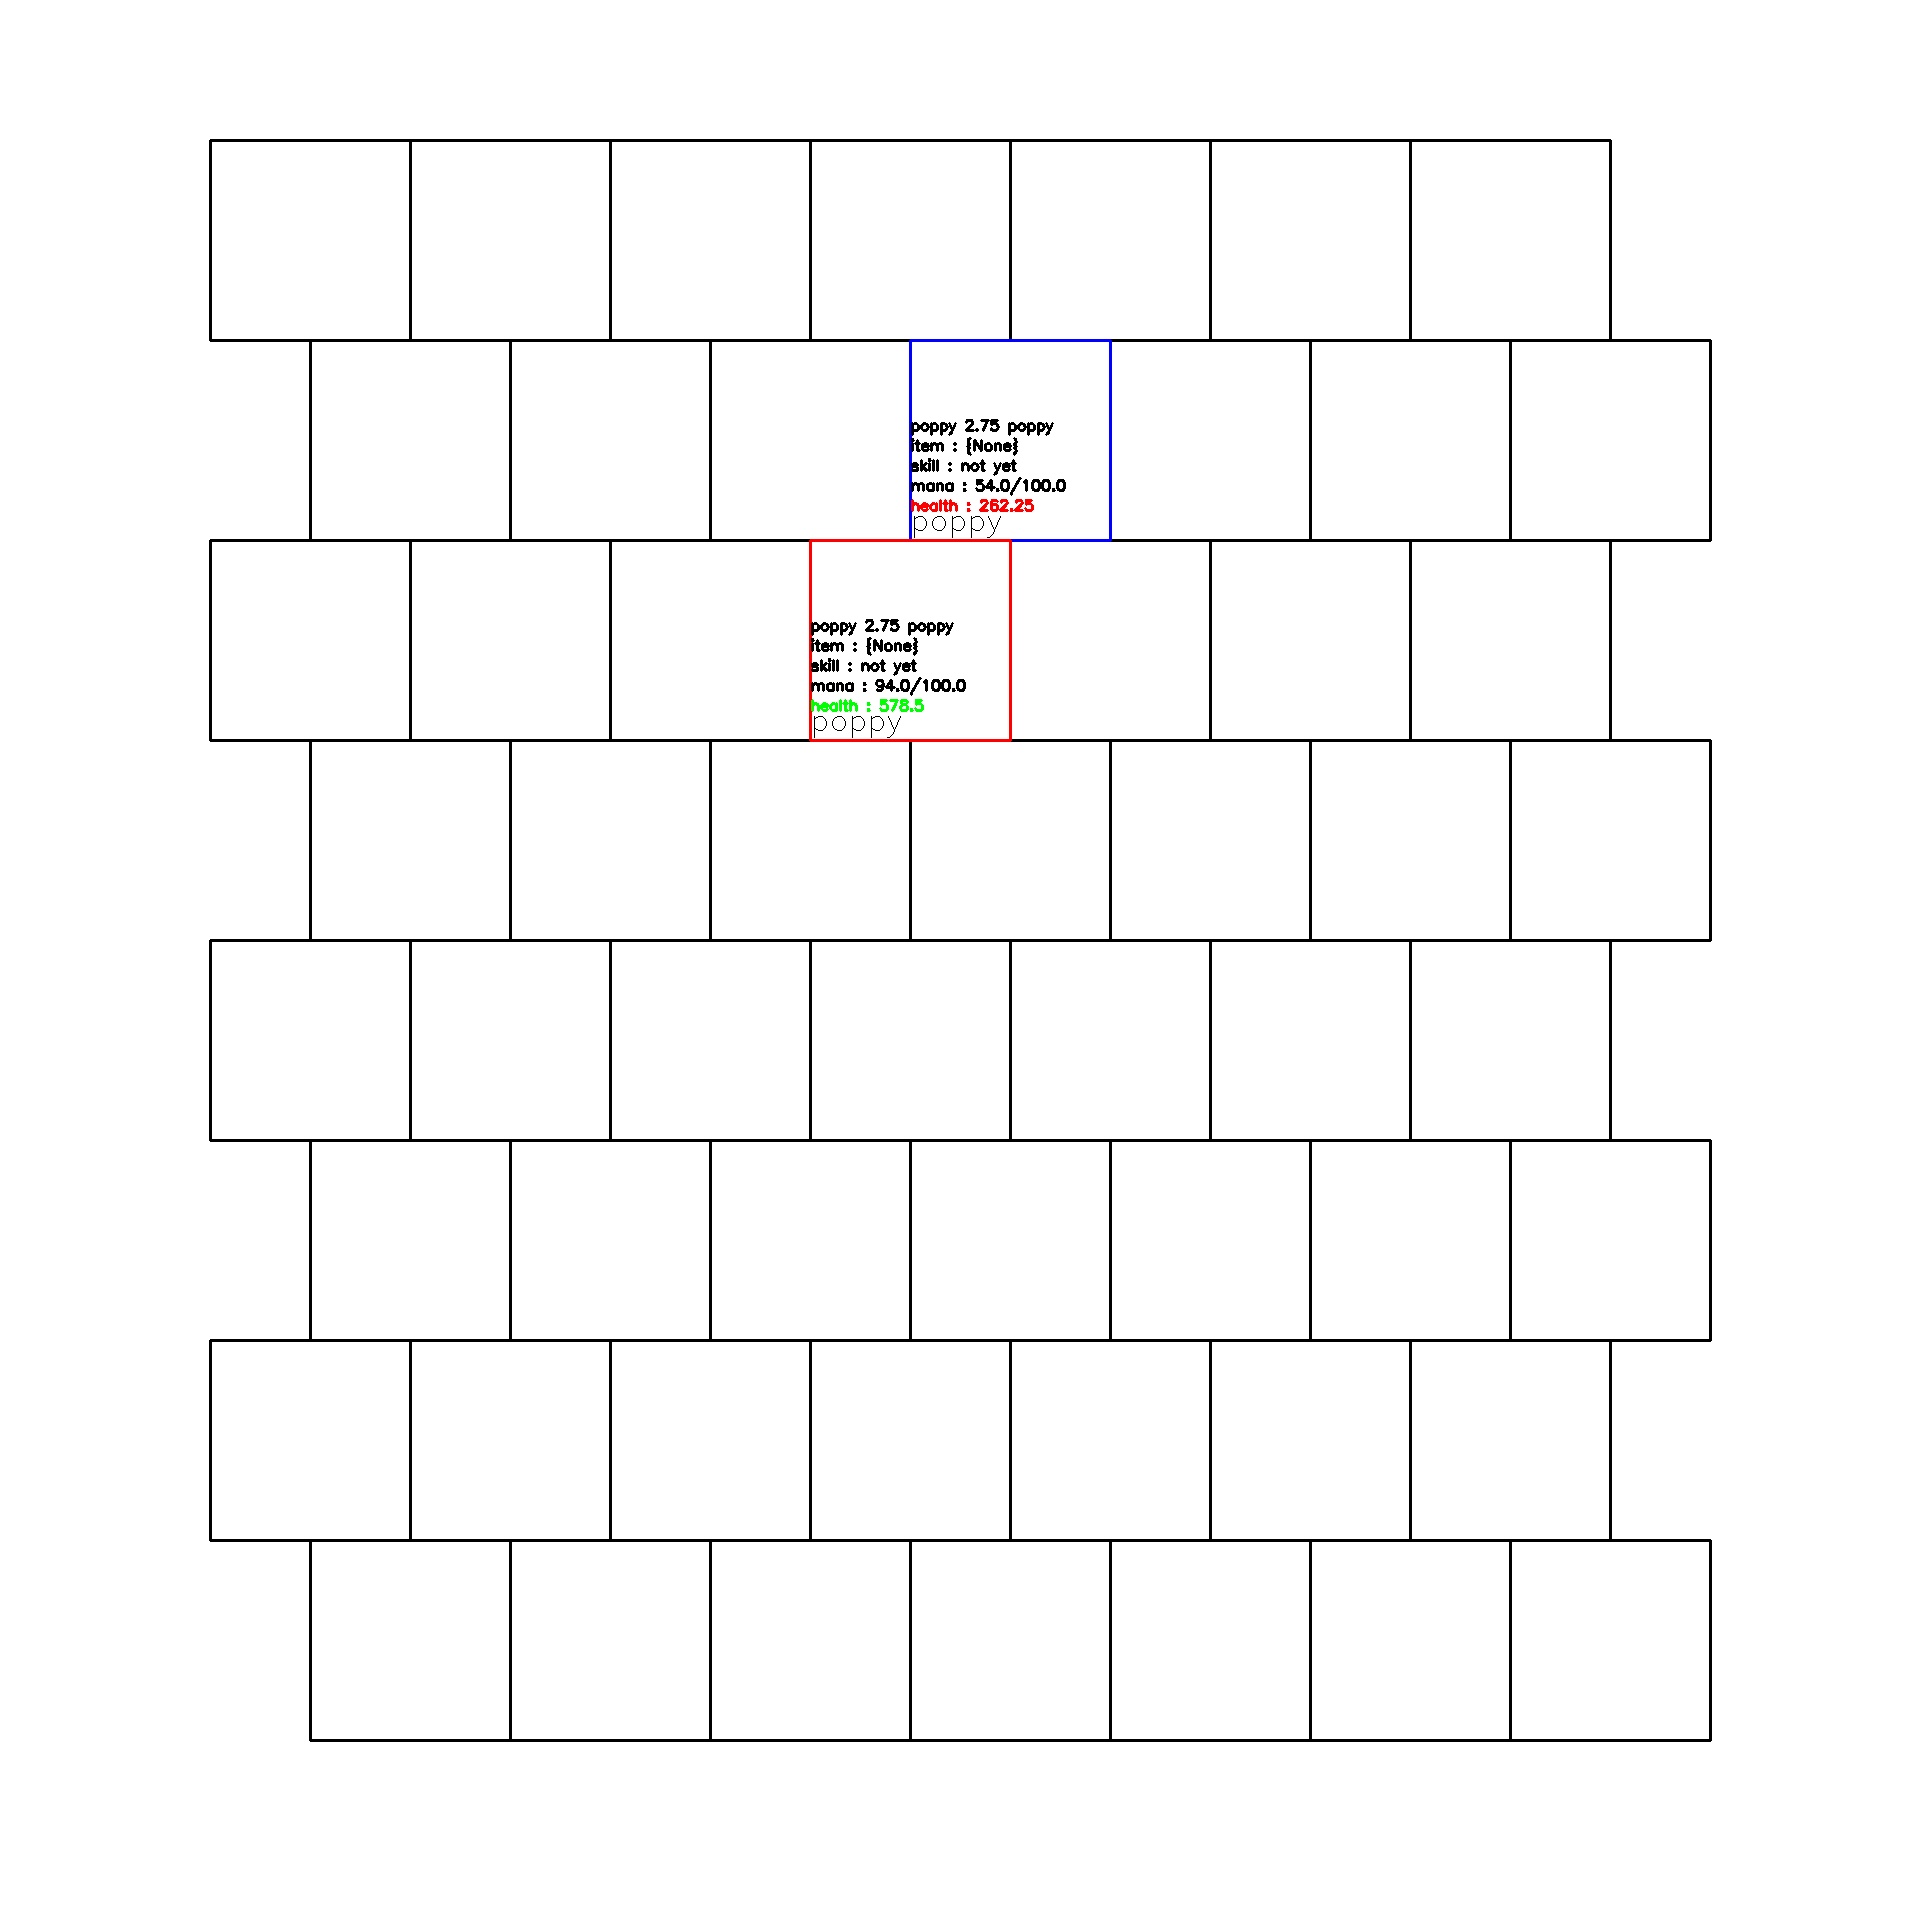 poppy 2.75 poppy
item : {None}
skill : not yet
mana : 54.0/100.0
health : 262.25
poppy
poppy 2.75 poppy
item : {None}
skill : not yet
mana : 94.0/100.0
health : 578.5
poppy